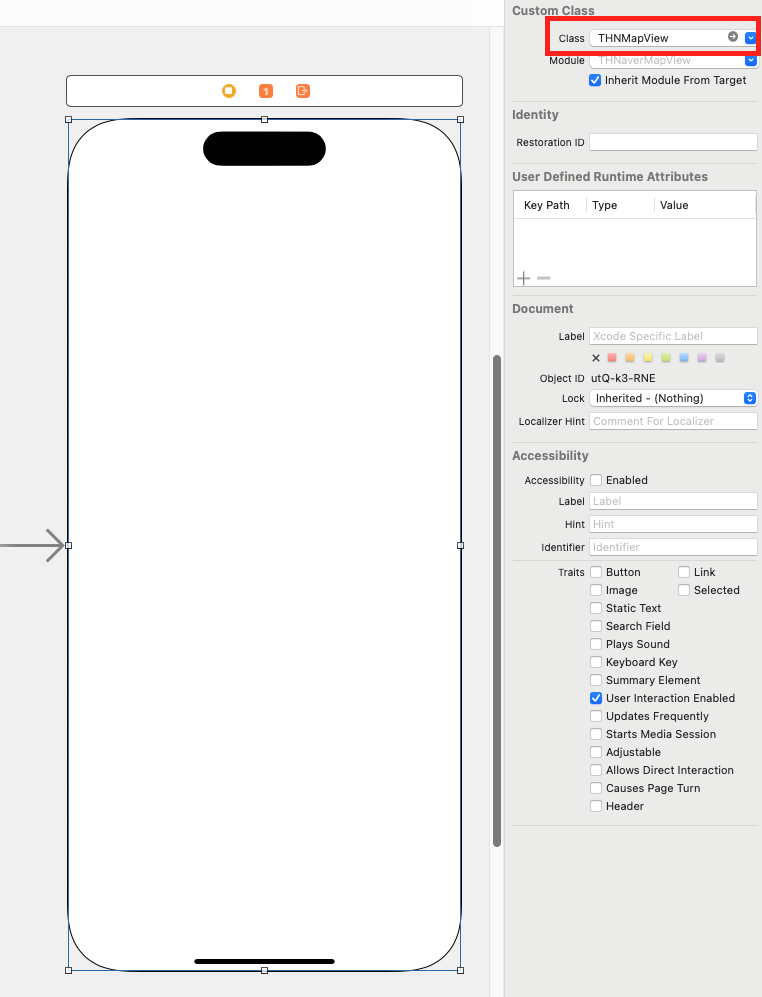 Custom Class
Class THNMapView
Module THNaverMapView
Inherit Module From Target
Identity
Restoration ID
User Defined Runtime Attributes
Key Path Type Value
Document
Label Xcode Specific Label
Object ID utQ-k3-RNE
Lock Inherited - (Nothing)
Localizer Hint Comment For Localizer
Accessibility
Accessibility Enabled
Label Label
Hint Hint
Identifier Identifier
Traits Button Link
Image Selected
Static Text
Search Field
Plays Sound
Keyboard Key
Summary Element
User Interaction Enabled
Updates Frequently
Starts Media Session
Adjustable
Allows Direct Interaction
Causes Page Turn
Header
1